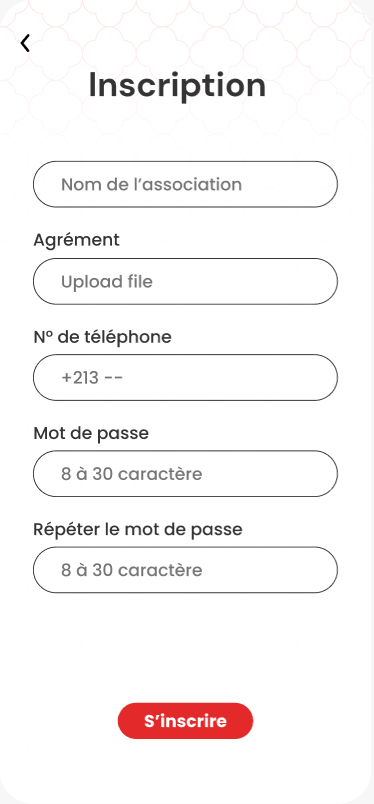 Inscription
Nom de l’association
Agrément
Upload file
N° de téléphone
+213 --
Mot de passe
8 à 30 caractère
Répéter le mot de passe
8 à 30 caractère
S’inscrire